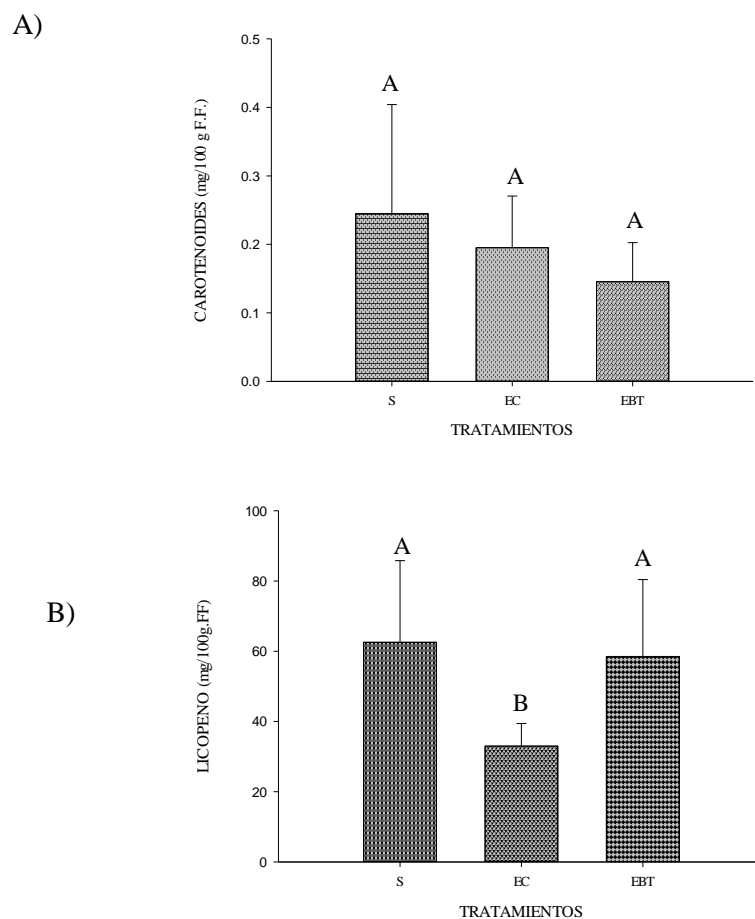 A)
CAROTENOIDES (mg/100 g F.F.)
0.5
0.4
0.3
0.2
0.1
0.0
A
A
A
S
EC
EBT
TRATAMIENTOS
B)
LICOPENO (mg/100g.FF)
100
80
60
40
20
0
A
B
A
S
EC
EBT
TRATAMIENTOS